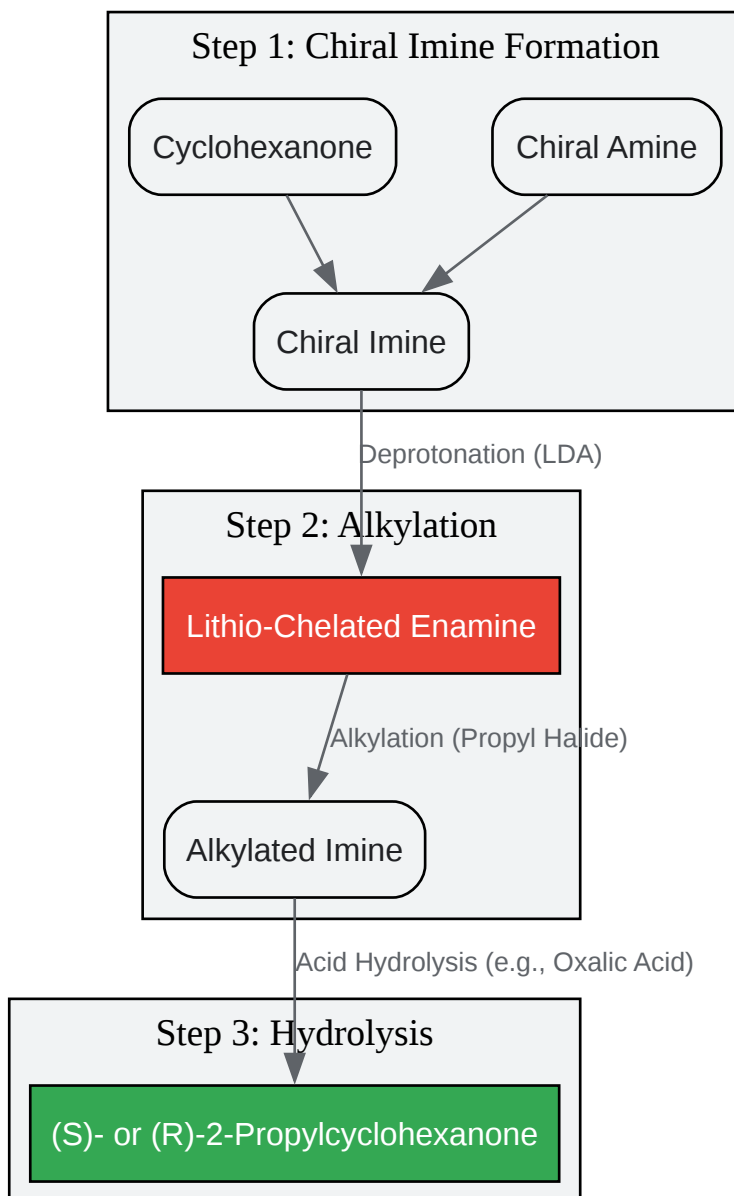 Step 1: Chiral Imine Formation
Cyclohexanone
Chiral Amine
Chiral Imine
Deprotonation (LDA)
Step 2: Alkylation
Lithio-Chelated Enamine
Alkylation (Propyl Halide)
Alkylated Imine
Acid Hydrolysis (e.g., Oxalic Acid)
Step 3: Hydrolysis
(S)- or (R)-2-Propylcyclohexanone